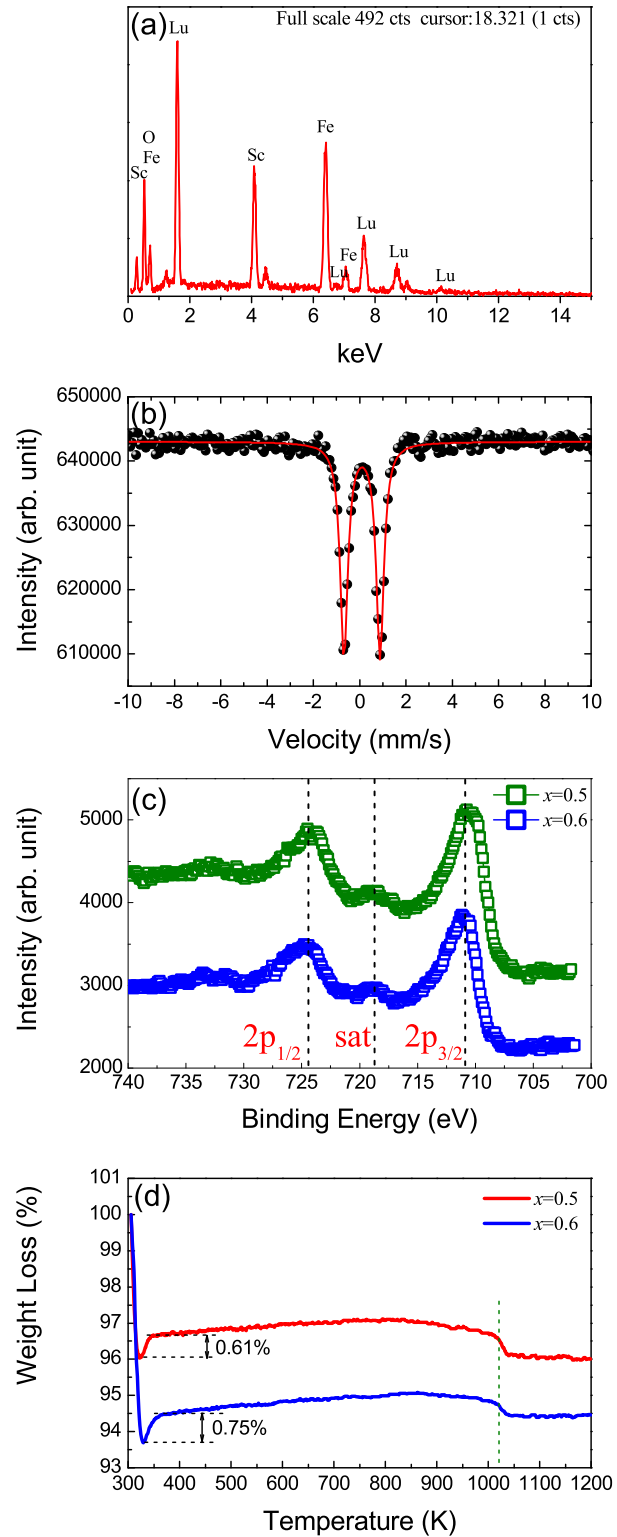 (a)
Full scale 492 cts cursor:18.321 (1 cts)
Lu
O
Fe
Sc
Sc
Fe
Lu
Fe
Lu
Lu
Lu
0 2 4 6 8 10 12 14
keV
(b)
650000
640000
630000
620000
610000
Intensity (arb. unit)
-10 -8 -6 -4 -2 0 2 4 6 8 10
Velocity (mm/s)
(c)
x=0.5
x=0.6
5000
4000
3000
2000
Intensity (arb. unit)
2p1/2 sat 2p3/2
740 735 730 725 720 715 710 705 700
Binding Energy (eV)
(d)
x=0.5
x=0.6
101
100
99
98
97
96
95
94
93
Weight Loss (%)
0.61%
0.75%
300 400 500 600 700 800 900 1000 1100 1200
Temperature (K)